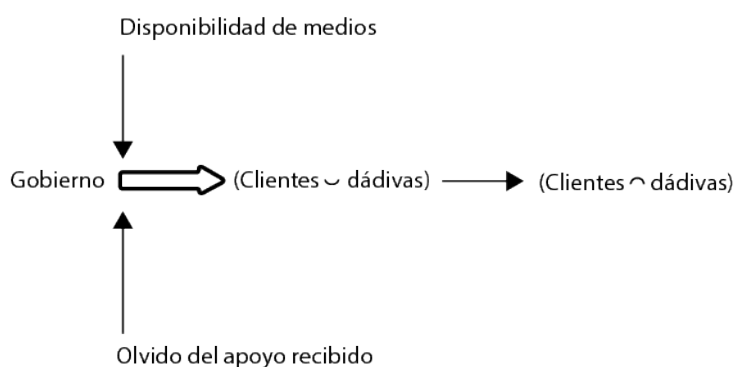 Disponibilidad de medios
Gobierno (Clientes ⌣ dádivas) (Clientes ⌢ dádivas)
Olvido del apoyo recibido